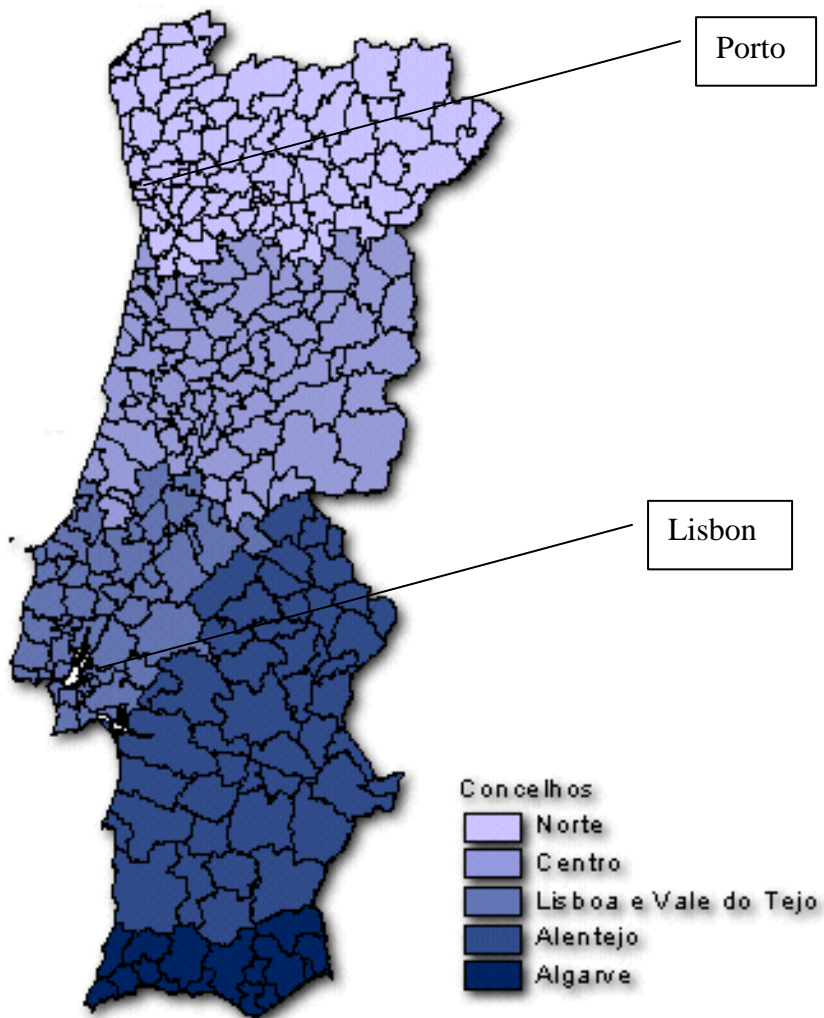 Porto
Lisbon
Concelhos
Norte
Centro
Lisboa e Vale do Tejo
Alentejo
Algarve